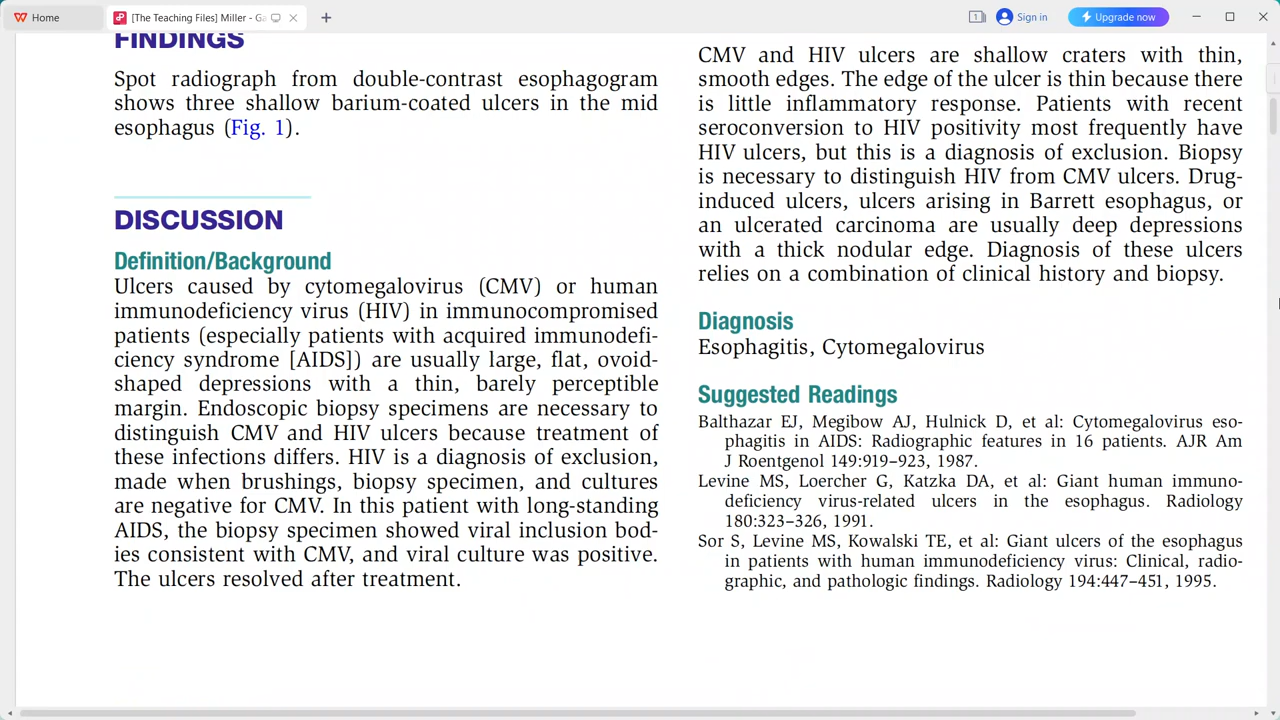 Home
[The Teaching Files] Miller - Ga
1
Sign in
Upgrade now
FINDINGS
Spot radiograph from double-contrast esophagogram
shows three shallow barium-coated ulcers in the mid
esophagus (Fig. 1).
DISCUSSION
Definition/Background
Ulcers caused by cytomegalovirus (CMV) or human
immunodeficiency virus (HIV) in immunocompromised
patients (especially patients with acquired immunodefi-
ciency syndrome [AIDS]) are usually large, flat, ovoid-
shaped depressions with a thin, barely perceptible
margin. Endoscopic biopsy specimens are necessary to
distinguish CMV and HIV ulcers because treatment of
these infections differs. HIV is a diagnosis of exclusion,
made when brushings, biopsy specimen, and cultures
are negative for CMV. In this patient with long-standing
AIDS, the biopsy specimen showed viral inclusion bod-
ies consistent with CMV, and viral culture was positive.
The ulcers resolved after treatment.
CMV and HIV ulcers are shallow craters with thin,
smooth edges. The edge of the ulcer is thin because there
is little inflammatory response. Patients with recent
seroconversion to HIV positivity most frequently have
HIV ulcers, but this is a diagnosis of exclusion. Biopsy
is necessary to distinguish HIV from CMV ulcers. Drug-
induced ulcers, ulcers arising in Barrett esophagus, or
an ulcerated carcinoma are usually deep depressions
with a thick nodular edge. Diagnosis of these ulcers
relies on a combination of clinical history and biopsy.
Diagnosis
Esophagitis, Cytomegalovirus
Suggested Readings
Balthazar EJ, Megibow AJ, Hulnick D, et al: Cytomegalovirus eso-
phagitis in AIDS: Radiographic features in 16 patients. AJR Am
J Roentgenol 149:919–923, 1987.
Levine MS, Loercher G, Katzka DA, et al: Giant human immuno-
deficiency virus-related ulcers in the esophagus. Radiology
180:323–326, 1991.
Sor S, Levine MS, Kowalski TE, et al: Giant ulcers of the esophagus
in patients with human immunodeficiency virus: Clinical, radio-
graphic, and pathologic findings. Radiology 194:447–451, 1995.